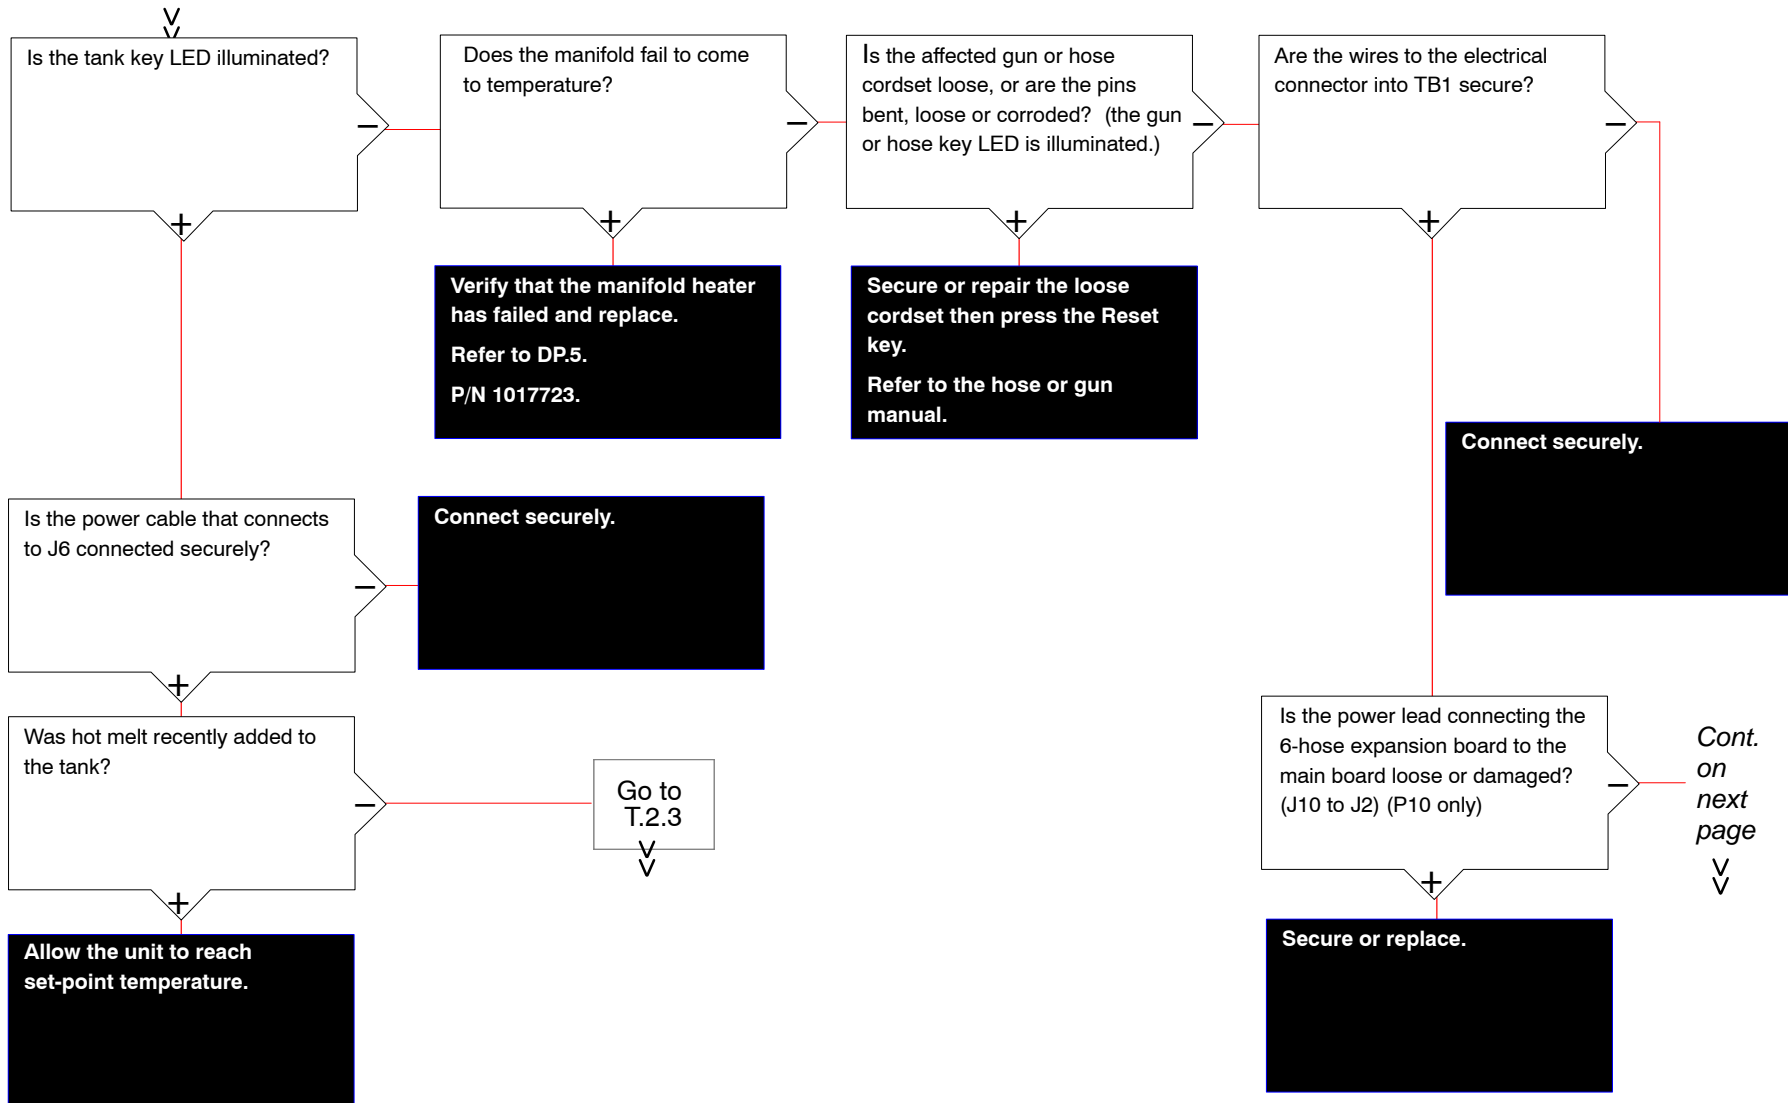 Is the tank key LED illuminated?
Does the manifold fail to come
to temperature?
Is the affected gun or hose
cordset loose, or are the pins
bent, loose or corroded? (the gun
or hose key LED is illuminated.)
Are the wires to the electrical
connector into TB1 secure?
−
−
−
−
+
+
+
+
Verify that the manifold heater
has failed and replace.
Refer to DP.5.
P/N 1017723.
Secure or repair the loose
cordset then press the Reset
key.
Refer to the hose or gun
manual.
Connect securely.
Is the power cable that connects
to J6 connected securely?
−
+
Connect securely.
Was hot melt recently added to
the tank?
−
+
Go to
T.2.3
Is the power lead connecting the
6-hose expansion board to the
main board loose or damaged?
(J10 to J2) (P10 only)
−
+
Cont.
on
next
page
Allow the unit to reach
set-point temperature.
Secure or replace.